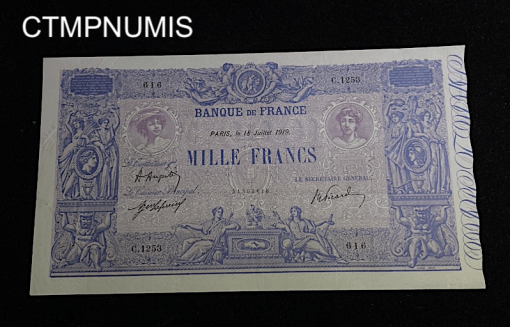 CTMPNUMIS
616 C.1253
BANQUE DE FRANCE
PARIS, le 18 Juillet 1919.
MILLE FRANCS
LE SECRÉTAIRE GÉNÉRAL,
C.1253 616